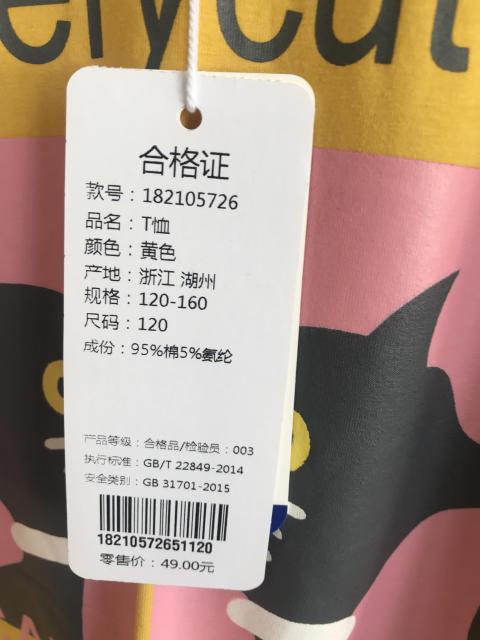 elycut
合格证
款号：182105726
品名：T恤
颜色：黄色
产地：浙江 湖州
规格：120-160
尺码：120
成份：95%棉5%氨纶
产品等级：合格品/检验员：003
执行标准：GB/T 22849-2014
安全类别：GB 31701-2015
18210572651120
零售价：49.00元